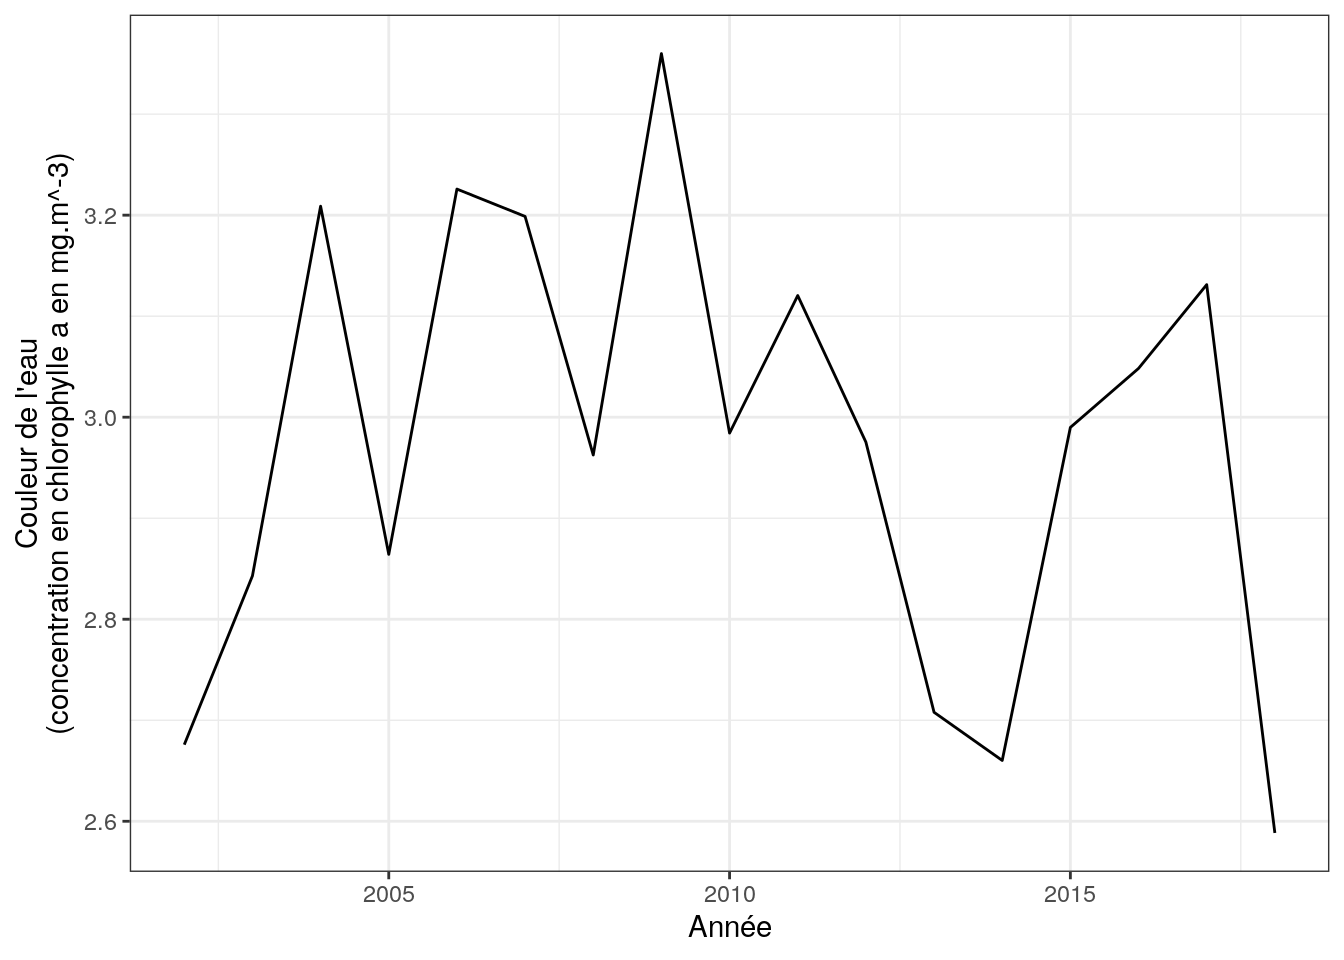 Couleur de l'eau
(concentration en chlorophylle a en mg.m^-3)
3.2
3.0
2.8
2.6
2005
2010
2015
Année